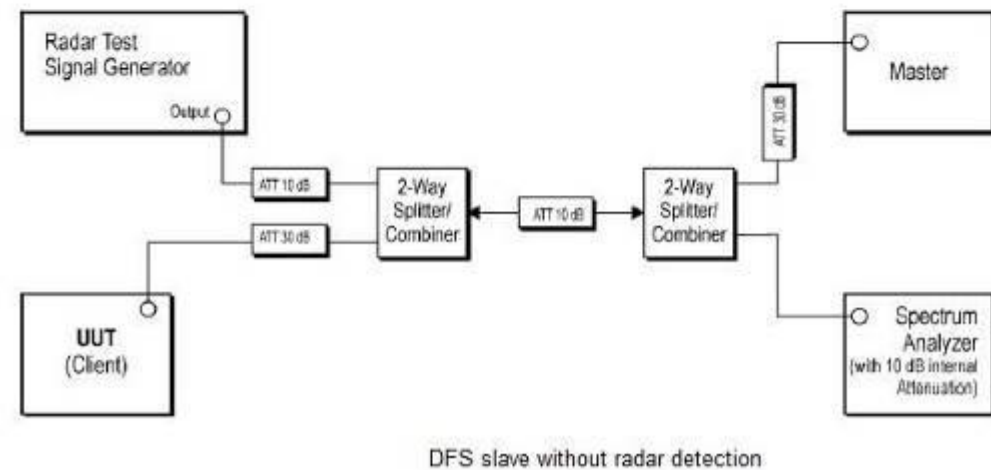 Radar Test
Signal Generator
Output
ATT 10 dB
2-Way
Splitter/
Combiner
ATT 30 dB
UUT
(Client)
ATT 10 dB
2-Way
Splitter/
Combiner
ATT 30 dB
Master
Spectrum
Analyzer
(with 10 dB internal
Attenuation)
DFS slave without radar detection